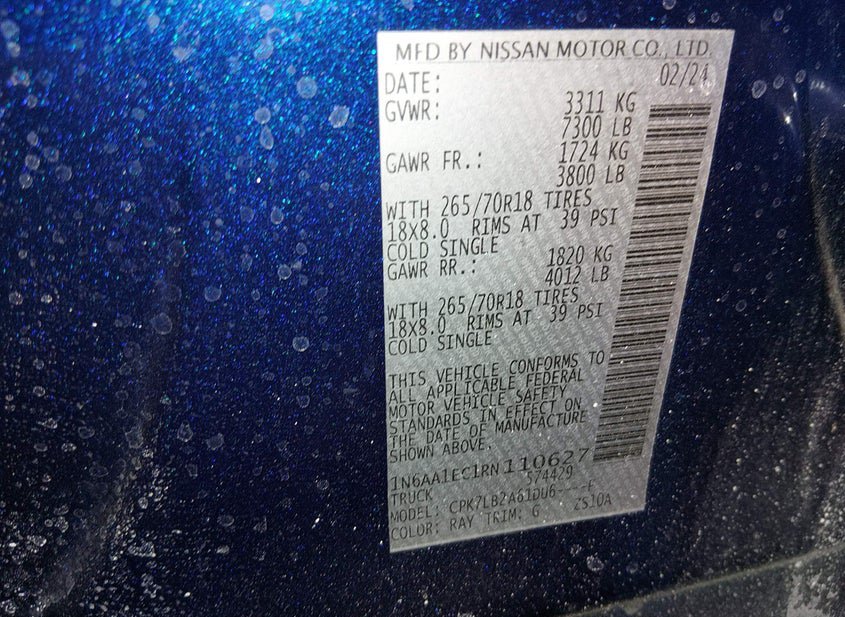 MFD BY NISSAN MOTOR CO., LTD.
DATE: 02/24
GVWR: 3311 KG
7300 LB
GAWR FR.: 1724 KG
3800 LB
WITH 265/70R18 TIRES
18X8.0 RIMS AT 39 PSI
COLD SINGLE
GAWR RR.: 1820 KG
4012 LB
WITH 265/70R18 TIRES
18X8.0 RIMS AT 39 PSI
COLD SINGLE
THIS VEHICLE CONFORMS TO
ALL APPLICABLE FEDERAL
MOTOR VEHICLE SAFETY
STANDARDS IN EFFECT ON
THE DATE OF MANUFACTURE
SHOWN ABOVE.
1N6AA1EC1RN110627
TRUCK 574429
MODEL: CPK7LB2A61DU6----F
COLOR: RAY TRIM: G ZS10A